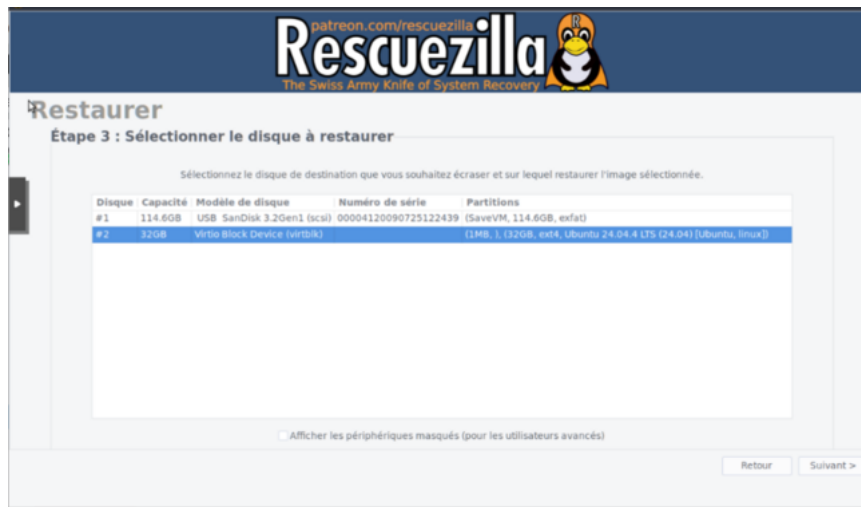 patreon.com/rescuezilla
Rescuezilla
The Swiss Army Knife of System Recovery
R
Restaurer
Étape 3 : Sélectionner le disque à restaurer
Sélectionnez le disque de destination que vous souhaitez écraser et sur lequel restaurer l'image sélectionnée.
Disque Capacité Modèle de disque Numéro de série Partitions
#1 114.6GB USB SanDisk 3.2Gen1 (scsi) 00004120090725122439 (SaveVM, 114.6GB, exfat)
#2 32GB Virtio Block Device (virtblk) (1MB, ), (32GB, ext4, Ubuntu 24.04.4 LTS (24.04) [Ubuntu, linux])
Afficher les périphériques masqués (pour les utilisateurs avancés)
Retour Suivant >